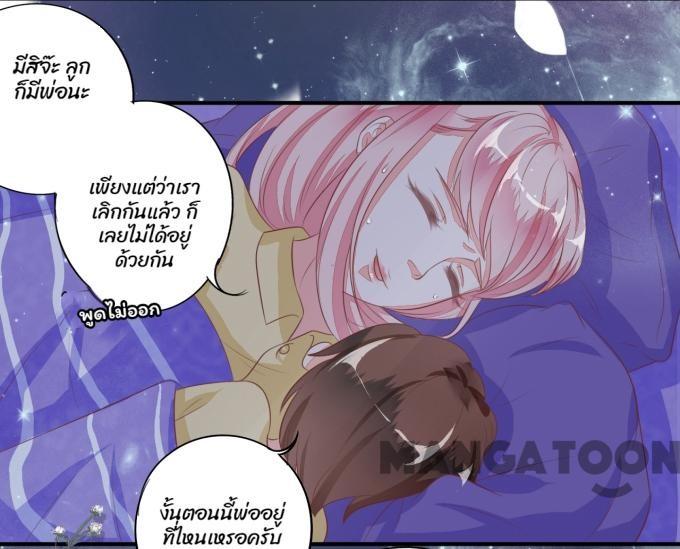 มีสิจ๊ะ ลูก
ก็มีพ่อนะ
เพียงแต่ว่าเรา
เลิกกันแล้ว ก็
เลยไม่ได้อยู่
ด้วยกัน
พูดไม่ออก
MANGATOON
งั้นตอนนี้พ่ออยู่
ที่ไหนเหรอครับ